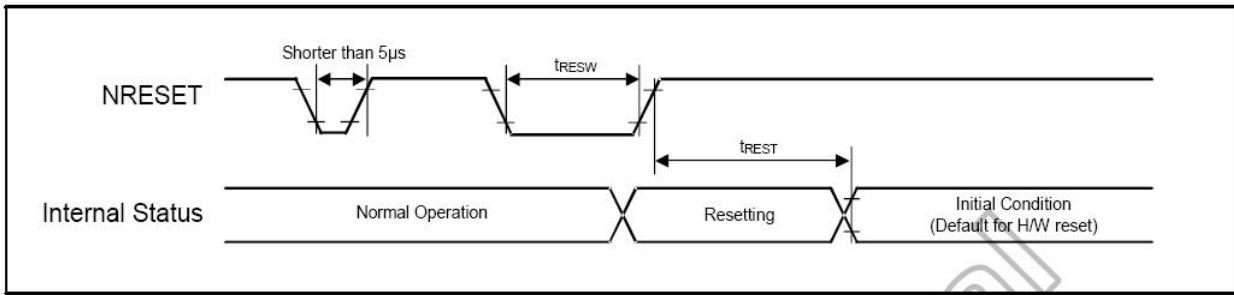 Shorter than 5µs
tRESW
NRESET
tREST
Internal Status
Normal Operation
Resetting
Initial Condition
(Default for H/W reset)